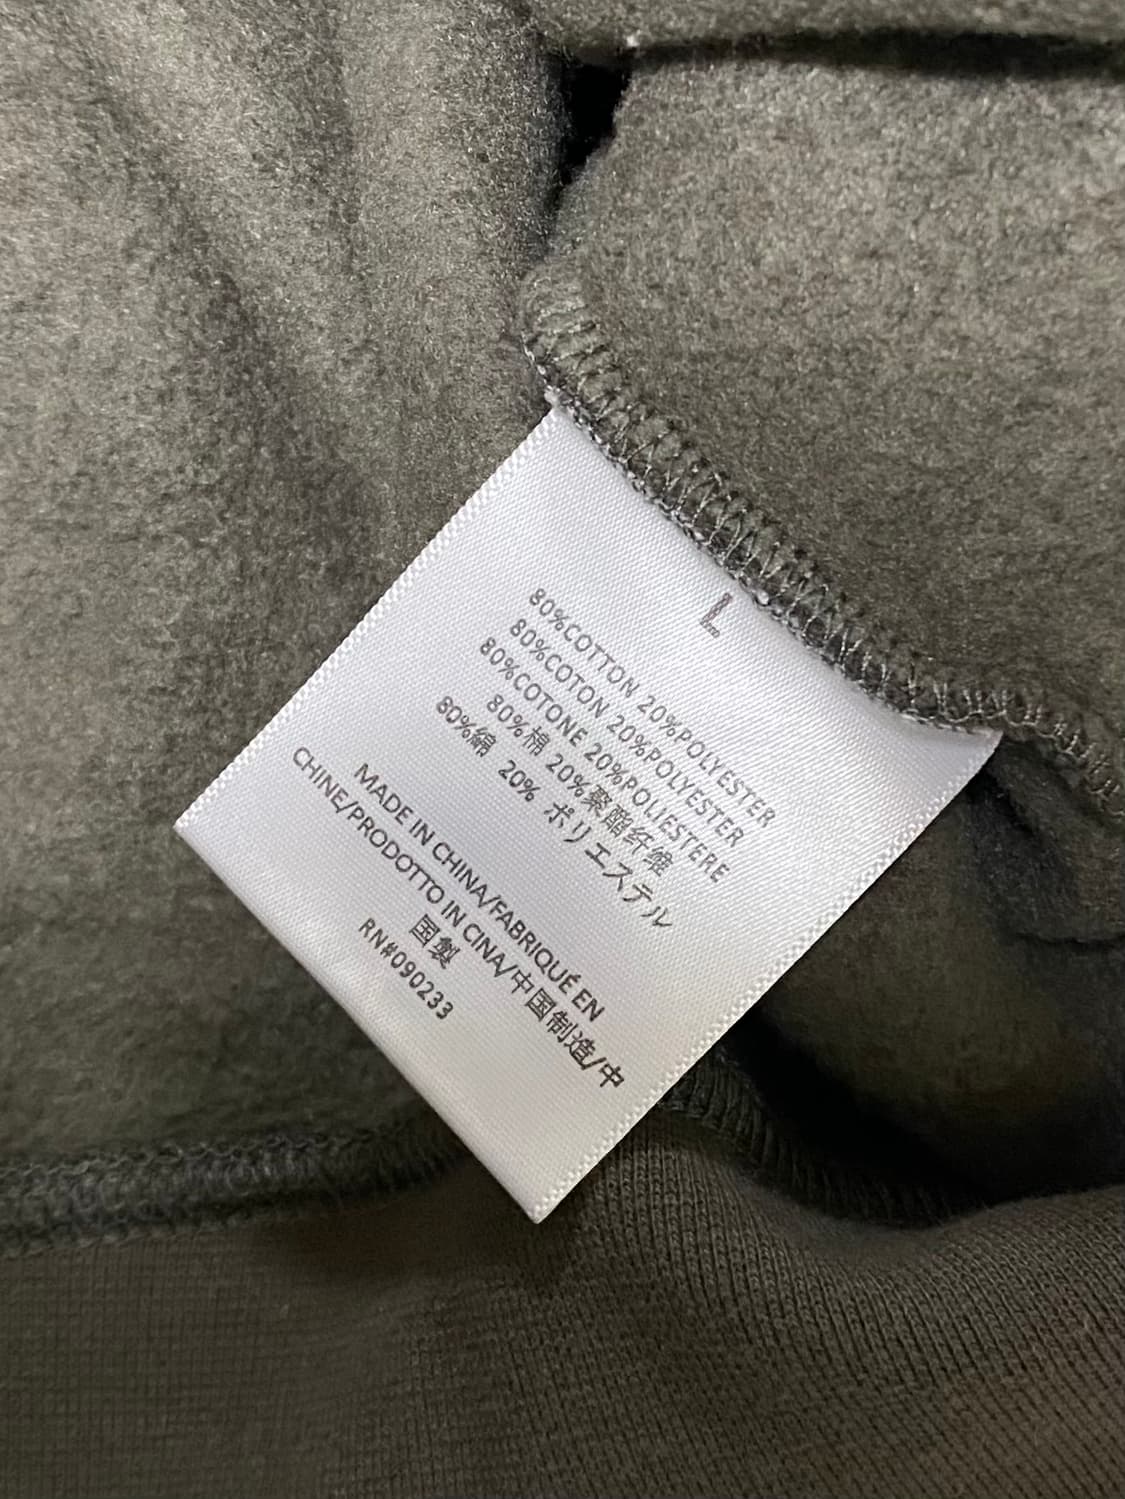 L
80%COTTON 20%POLYESTER
80%COTON 20%POLYESTER
80%COTONE 20%POLIESTERE
80%棉 20%聚酯纤维
80%綿 20% ポリエステル
MADE IN CHINA/FABRIQUÉ EN
CHINE/PRODOTTO IN CINA/中国制造/中
国製
RN#090233